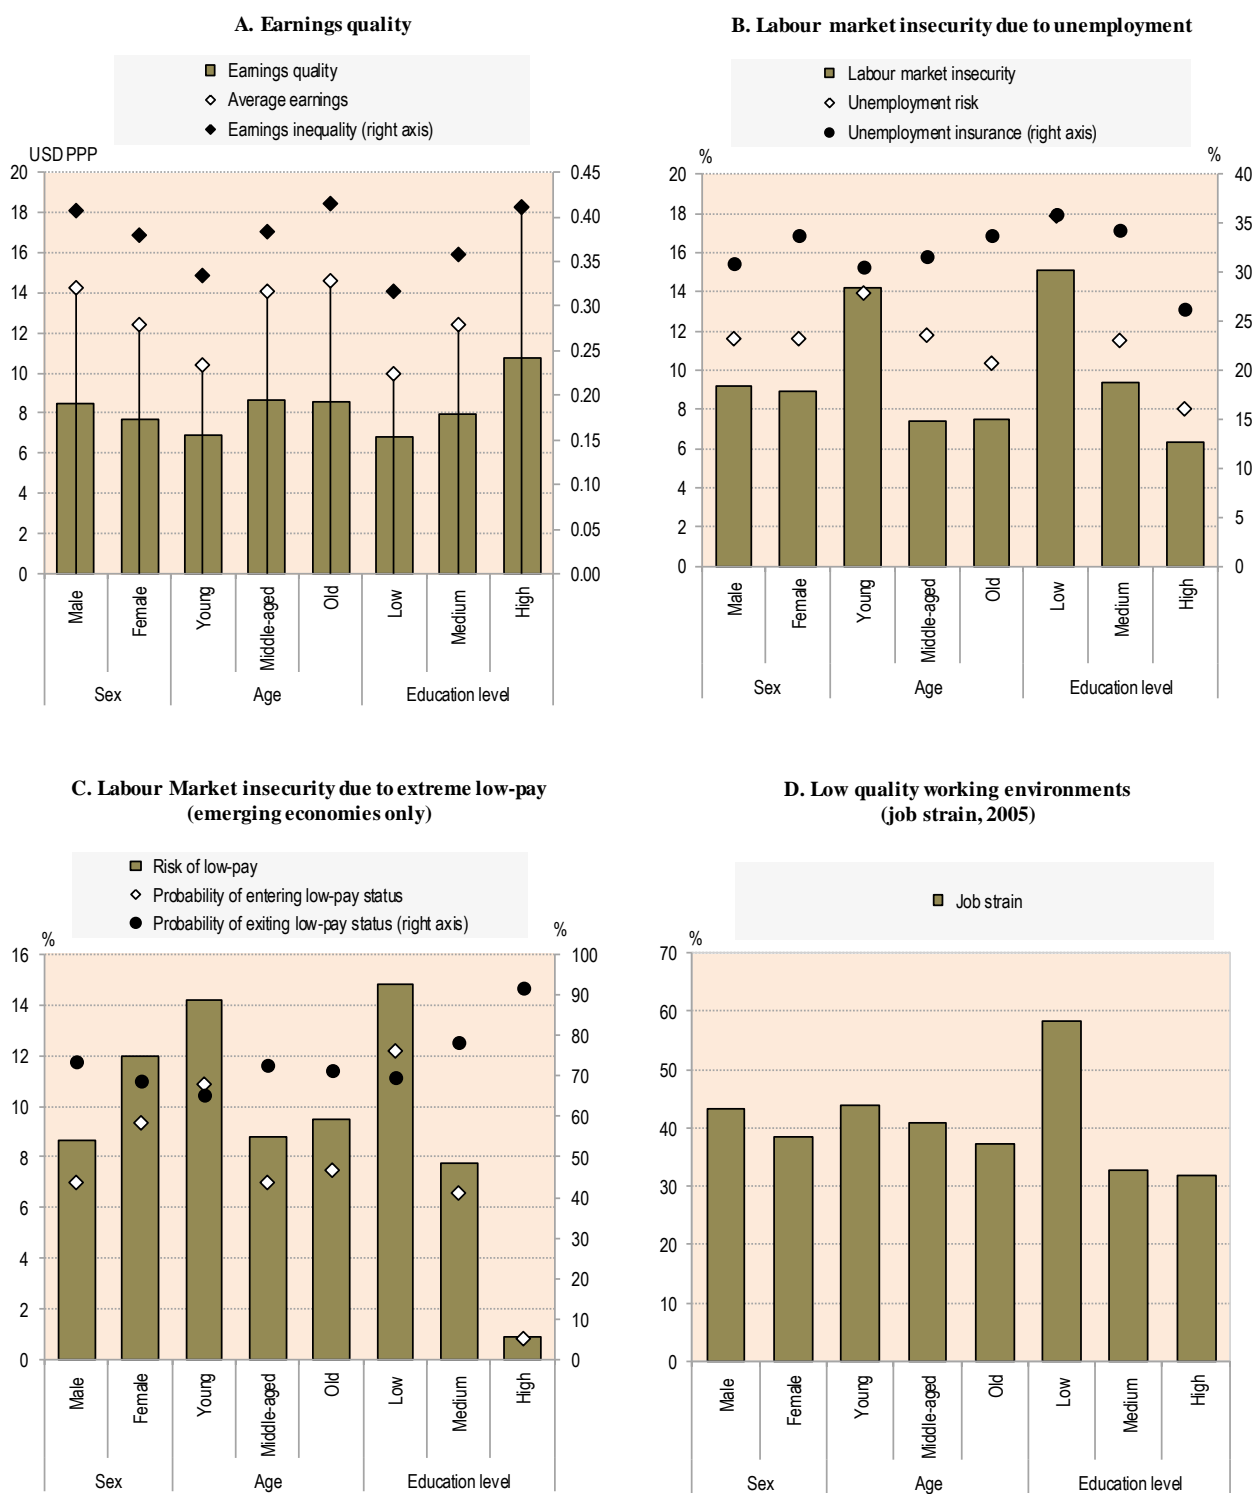 A. Earnings quality
Earnings quality
Average earnings
Earnings inequality (right axis)
USD PPP
20
18
16
14
12
10
8
6
4
2
0
0.45
0.40
0.35
0.30
0.25
0.20
0.15
0.10
0.05
0.00
Male
Female
Young
Middle-aged
Old
Low
Medium
High
Sex
Age
Education level
B. Labour market insecurity due to unemployment
Labour market insecurity
Unemployment risk
Unemployment insurance (right axis)
%
%
20
18
16
14
12
10
8
6
4
2
0
40
35
30
25
20
15
10
5
0
Male
Female
Young
Middle-aged
Old
Low
Medium
High
Sex
Age
Education level
C. Labour Market insecurity due to extreme low-pay
(emerging economies only)
Risk of low-pay
Probability of entering low-pay status
Probability of exiting low-pay status (right axis)
%
%
16
14
12
10
8
6
4
2
0
100
90
80
70
60
50
40
30
20
10
0
Male
Female
Young
Middle-aged
Old
Low
Medium
High
Sex
Age
Education level
D. Low quality working environments
(job strain, 2005)
Job strain
%
70
60
50
40
30
20
10
0
Male
Female
Young
Middle-aged
Old
Low
Medium
High
Sex
Age
Education level